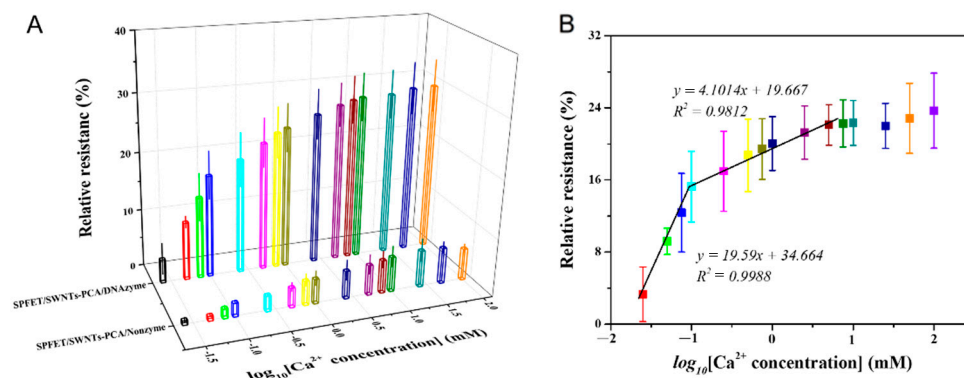 A
Relative resistanc (%)
40
30
20
10
0
SPFET/SWNTs-PCA/DNAzyme
SPFET/SWNTs-PCA/Nonzyme
-1.5
-1.0
-0.5
0.0
0.5
1.0
1.5
2.0
log₁₀[Ca²⁺ concentration] (mM)
B
Relative resistance (%)
32
24
16
8
0
y = 4.1014x + 19.667
R² = 0.9812
y = 19.59x + 34.664
R² = 0.9988
−2 −1 0 1 2
log₁₀[Ca²⁺ concentration] (mM)